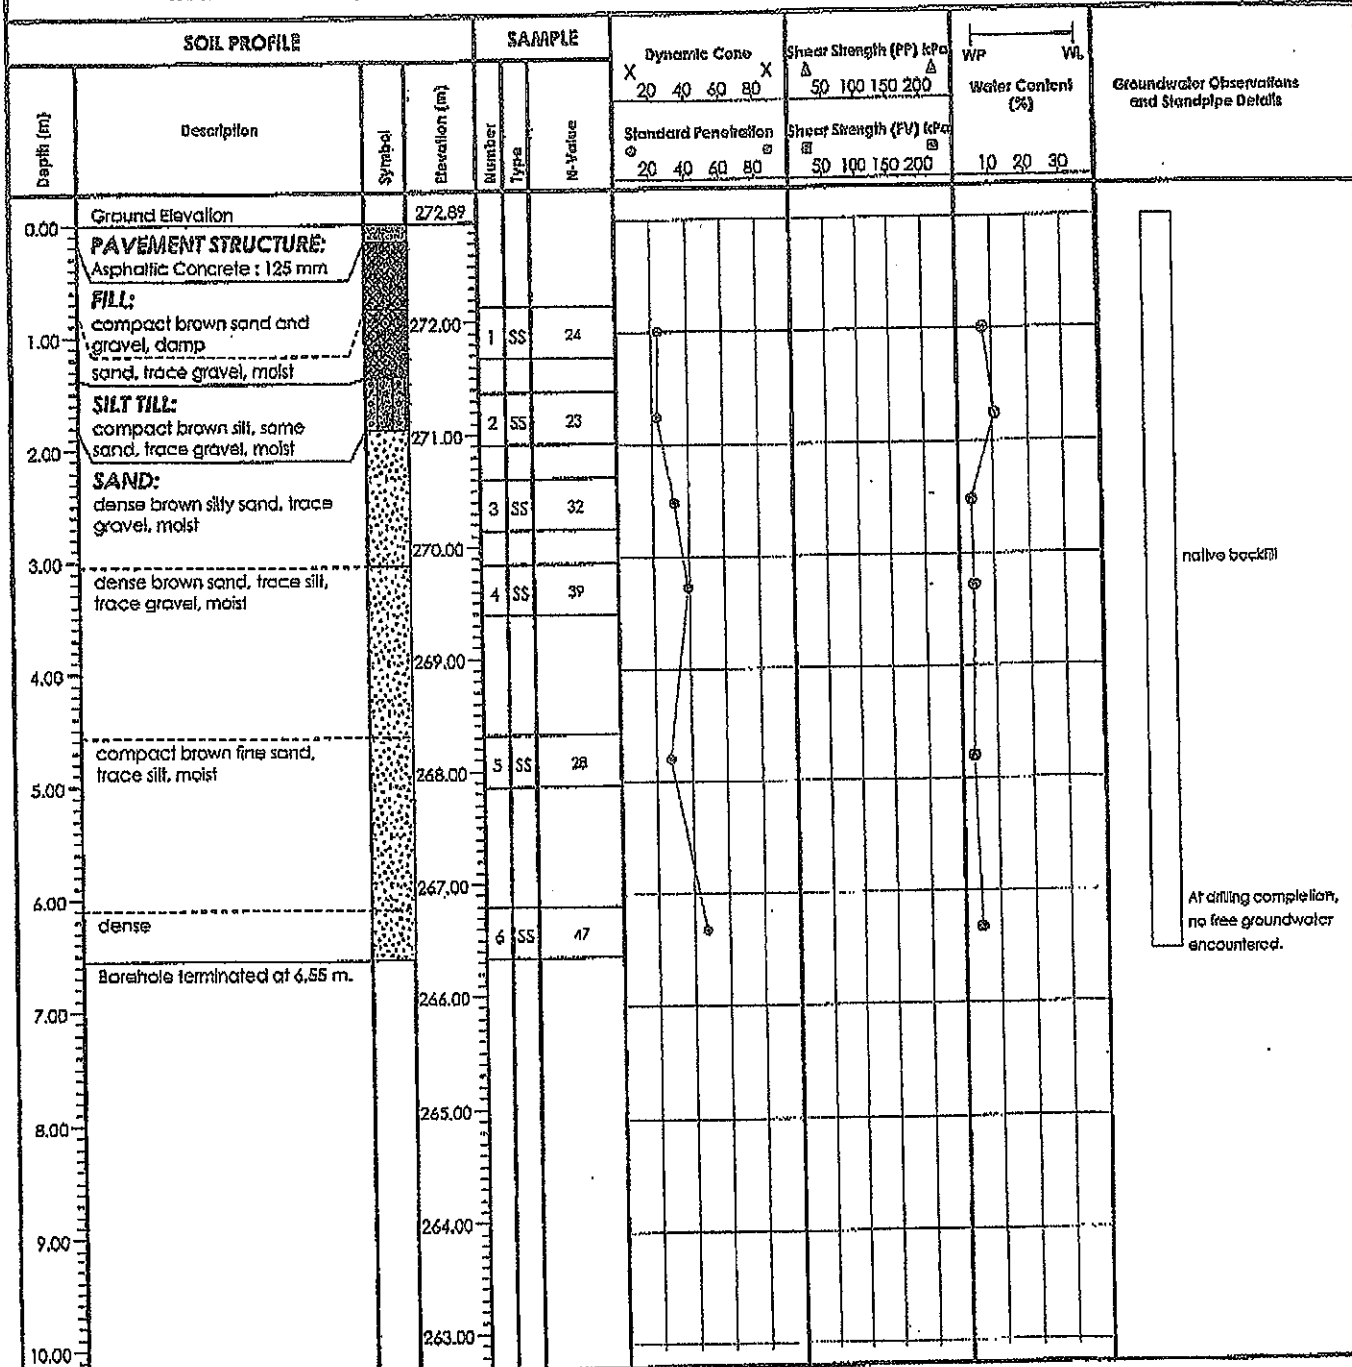 SOIL PROFILE
SAMPLE
Depth (m)
Description
Symbol
Elevation (m)
Number
Type
N-Value
Dynamic Cone
X X
20 40 60 80
Standard Penetration
20 40 60 80
Shear Strength (PP) kPa
50 100 150 200
Shear Strength (FV) kPa
50 100 150 200
WP WL
Water Content
(%)
10 20 30
Groundwater Observations
and Standpipe Details
Ground Elevation 272.89
0.00
PAVEMENT STRUCTURE:
Asphaltic Concrete : 125 mm
FILL:
compact brown sand and
gravel, damp
272.00
1.00
1 SS 24
sand, trace gravel, moist
SILT TILL:
compact brown silt, some
sand, trace gravel, moist
2 SS 23
271.00
2.00
SAND:
dense brown silty sand, trace
gravel, moist
3 SS 32
270.00
3.00
native backfill
dense brown sand, trace silt,
trace gravel, moist
4 SS 39
269.00
4.00
compact brown fine sand,
trace silt, moist
5 SS 28
268.00
5.00
267.00
6.00
dense
6 SS 47
At drilling completion,
no free groundwater
encountered.
Borehole terminated at 6.55 m.
266.00
7.00
265.00
8.00
264.00
9.00
263.00
10.00